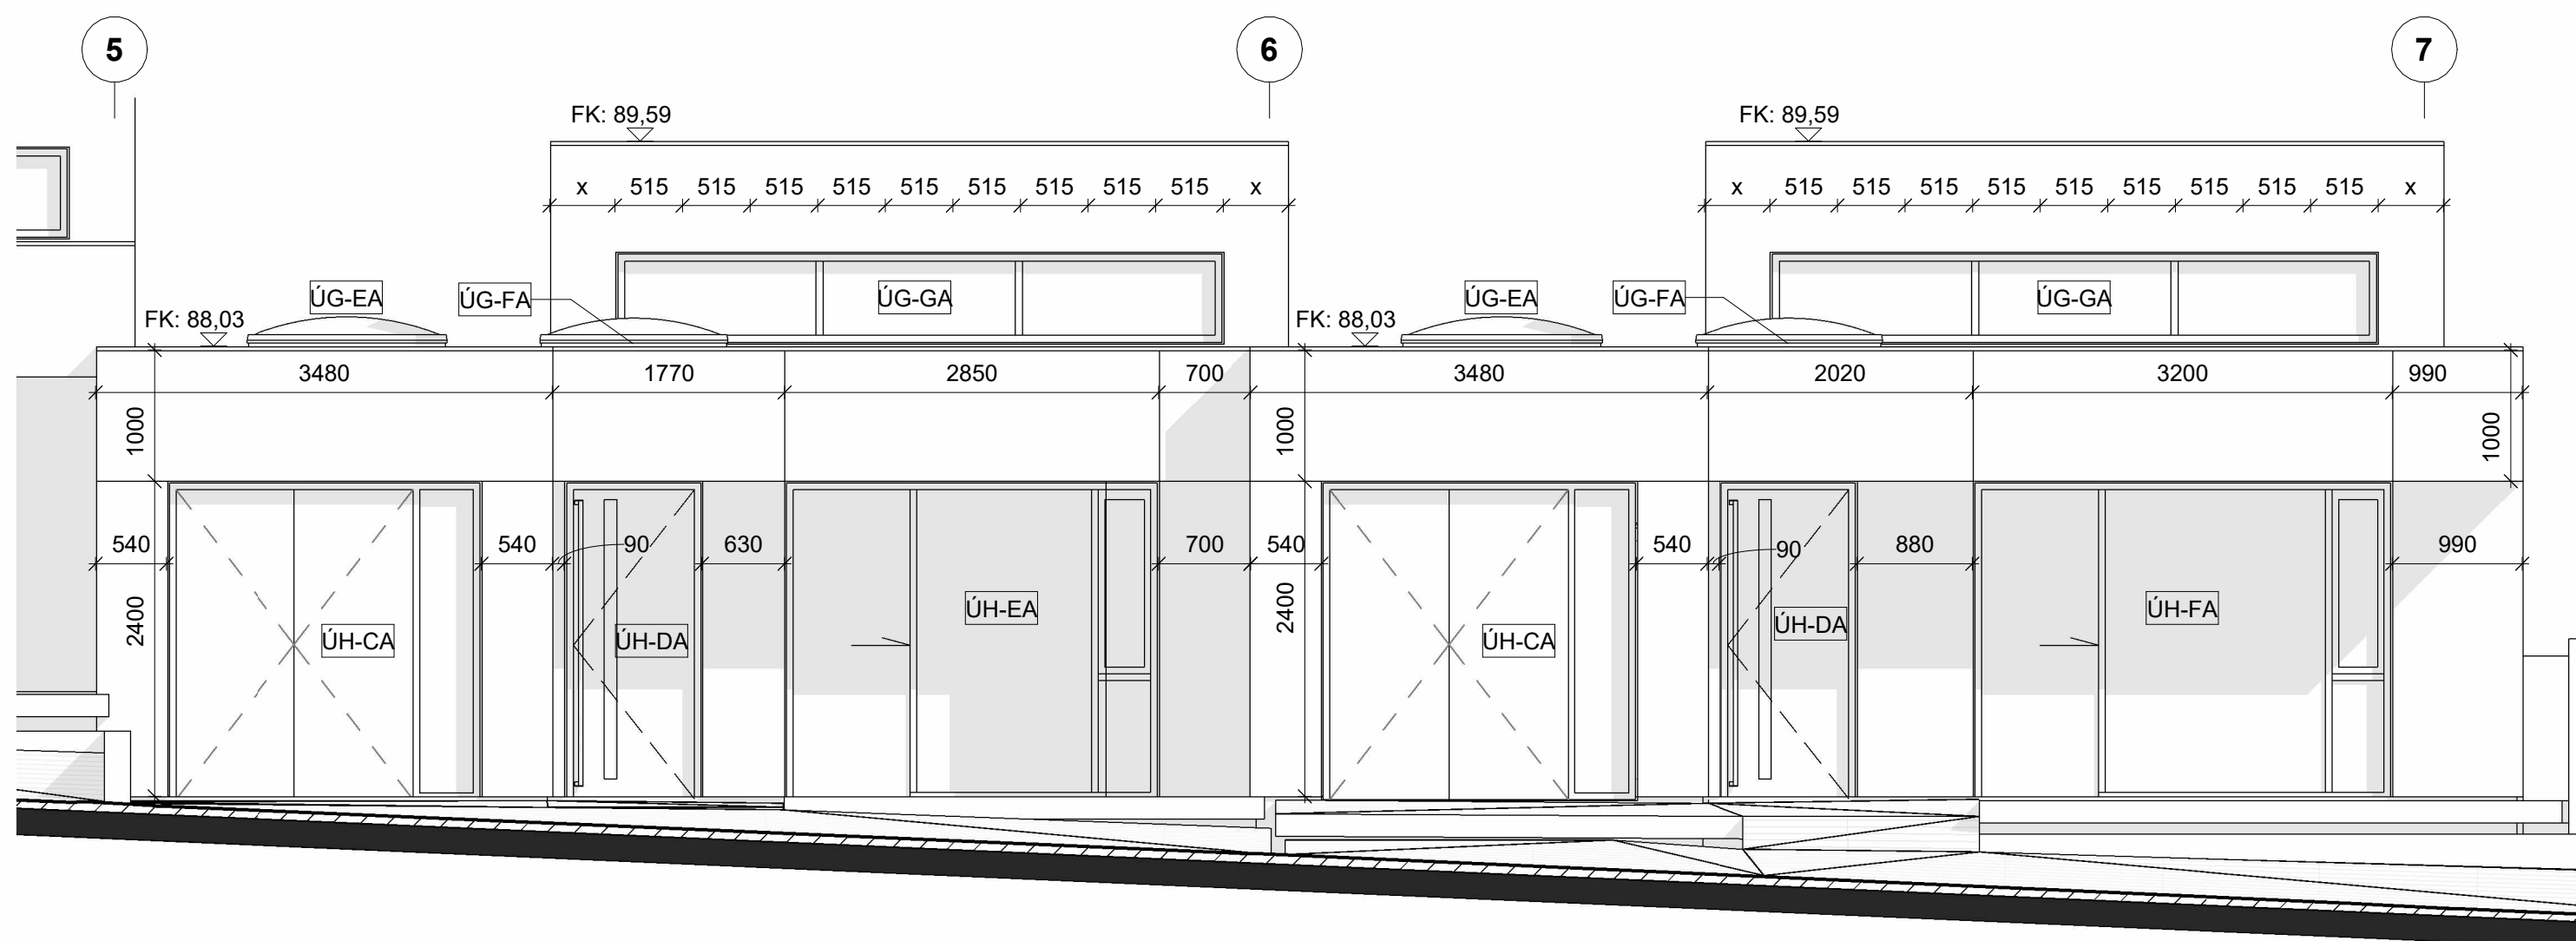 5
6
7
FK: 89,59
FK: 89,59
x 515 515 515 515 515 515 515 515 515 x
x 515 515 515 515 515 515 515 515 515 x
ÚG-EA
ÚG-FA
ÚG-GA
ÚG-EA
ÚG-FA
ÚG-GA
FK: 88,03
FK: 88,03
3480 1770 2850 700 3480 2020 3200 990
1000
1000
1000
540 540 90 630 700 540 540 90 880 990
2400
2400
ÚH-CA
ÚH-DA
ÚH-EA
ÚH-CA
ÚH-DA
ÚH-FA